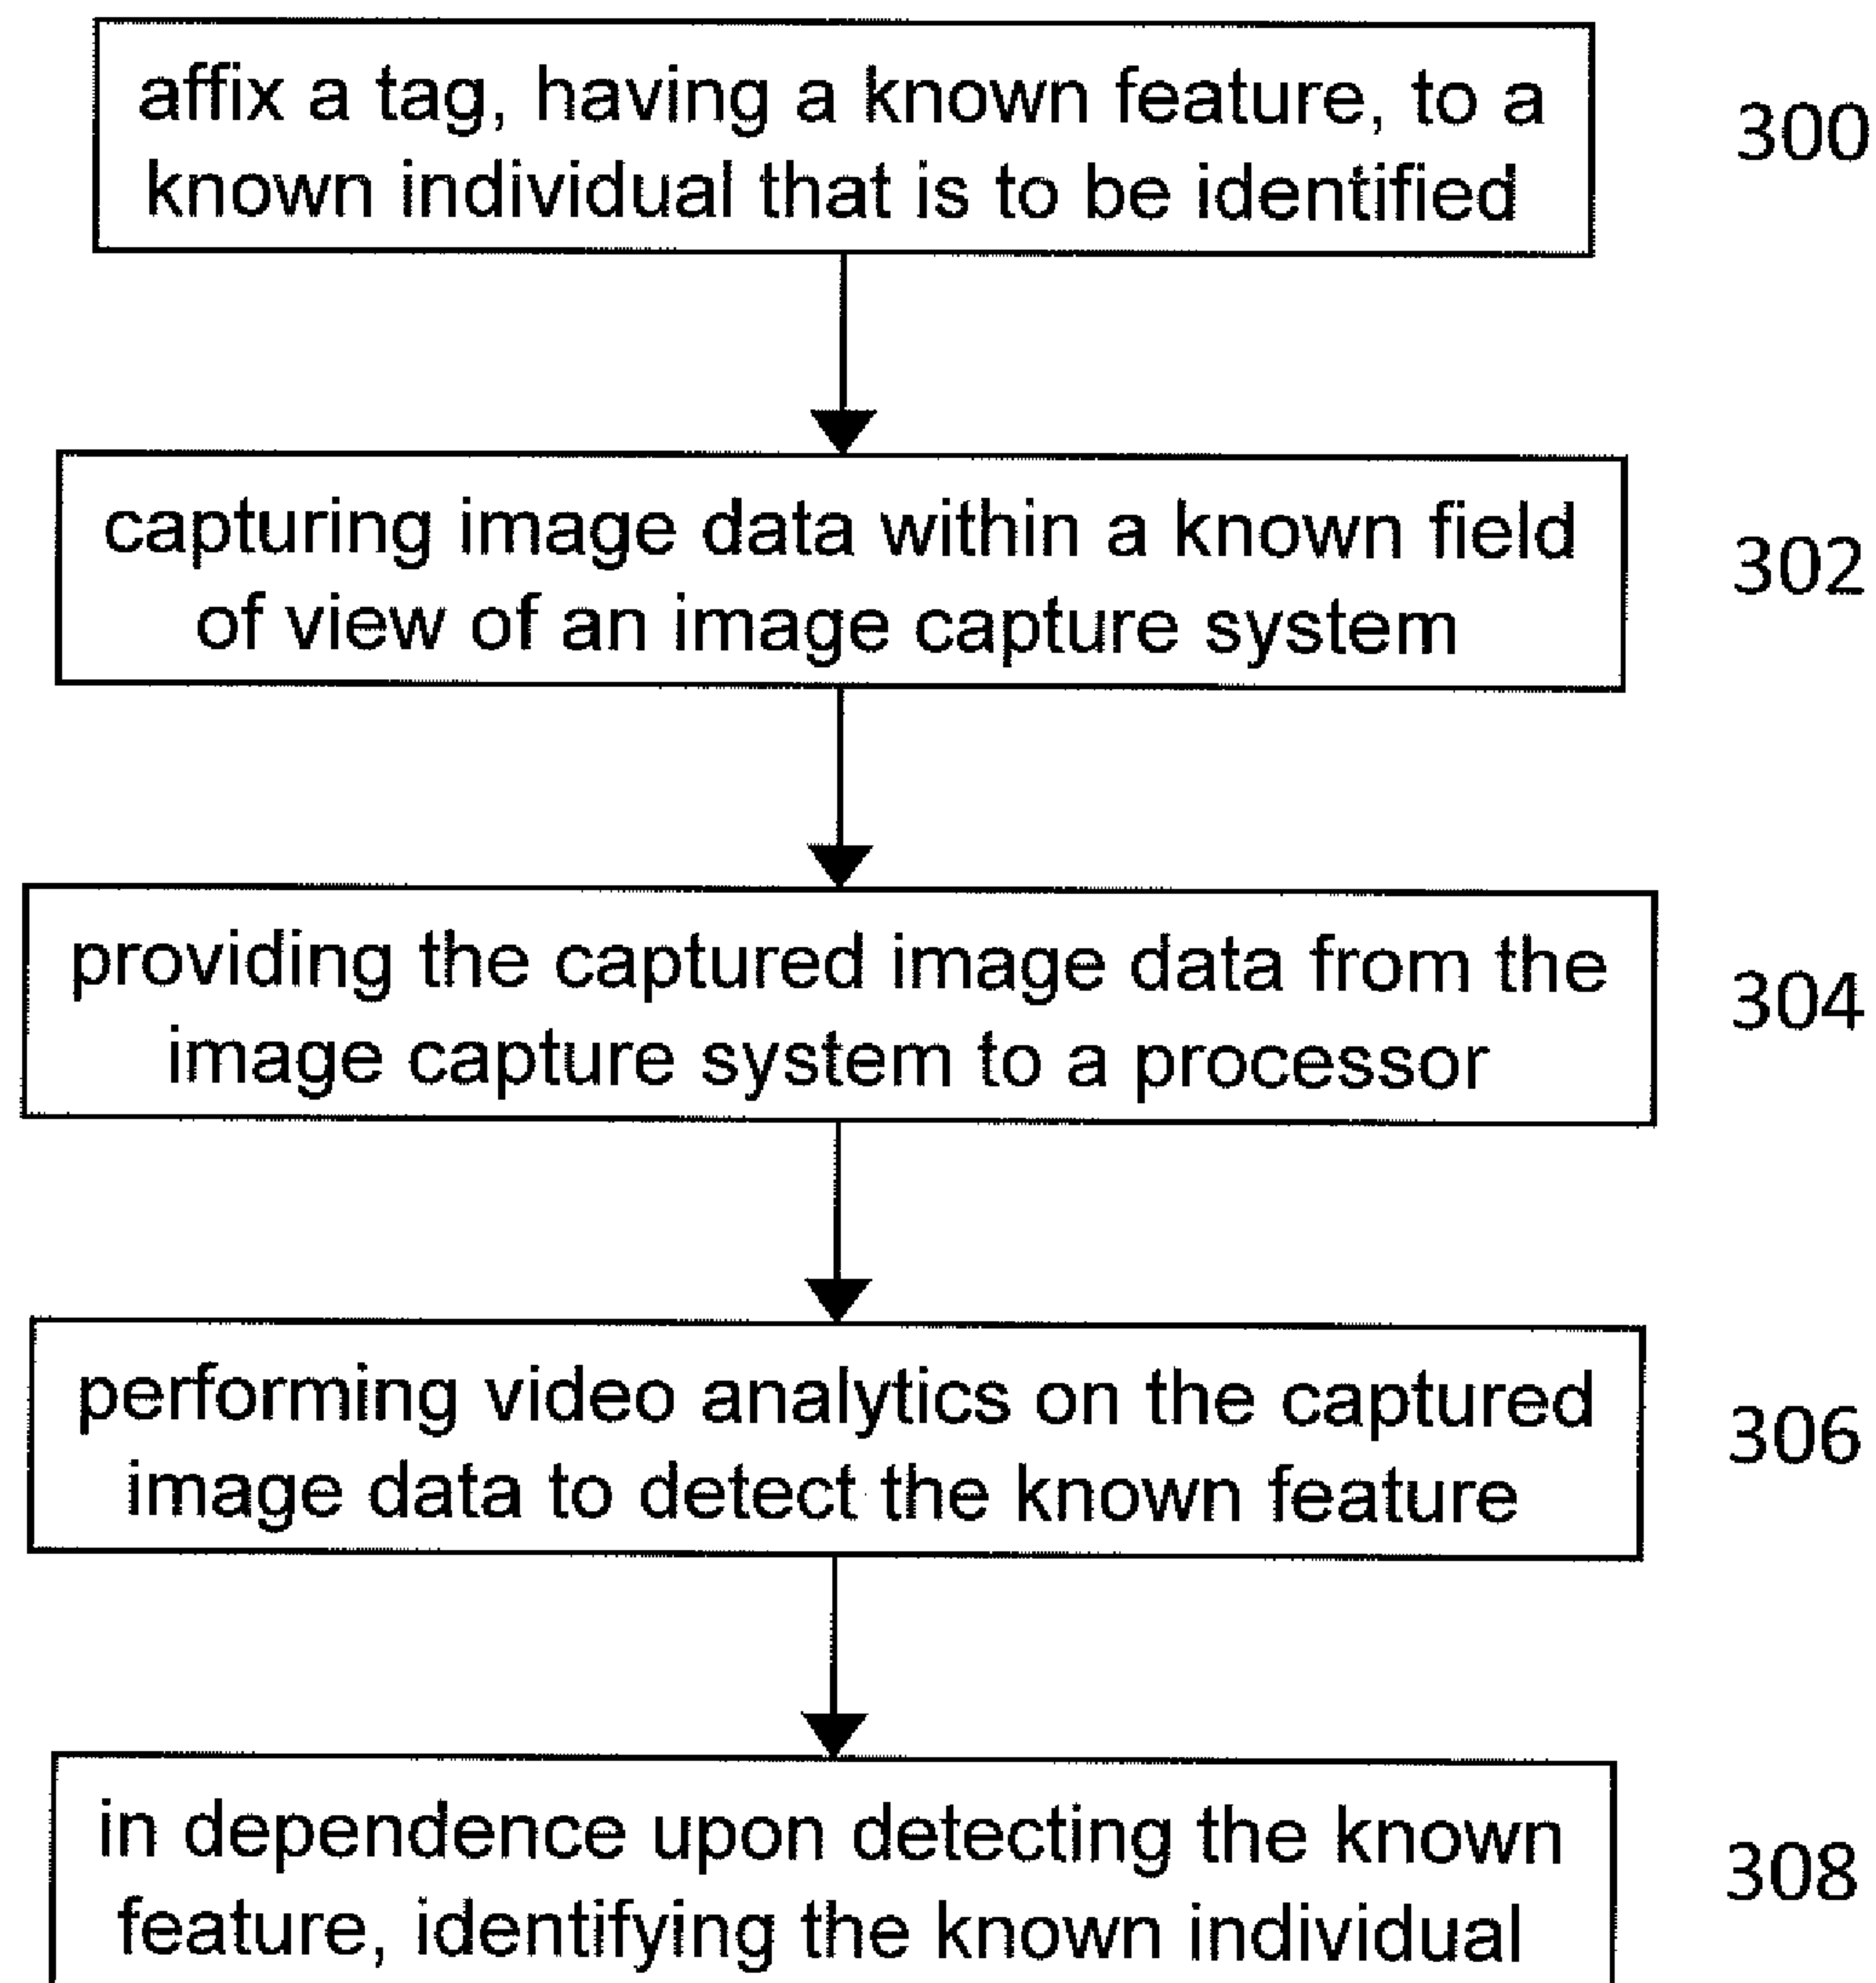 affix a tag, having a known feature, to a
known individual that is to be identified
300
capturing image data within a known field
of view of an image capture system
302
providing the captured image data from the
image capture system to a processor
304
performing video analytics on the captured
image data to detect the known feature
306
in dependence upon detecting the known
feature, identifying the known individual
308